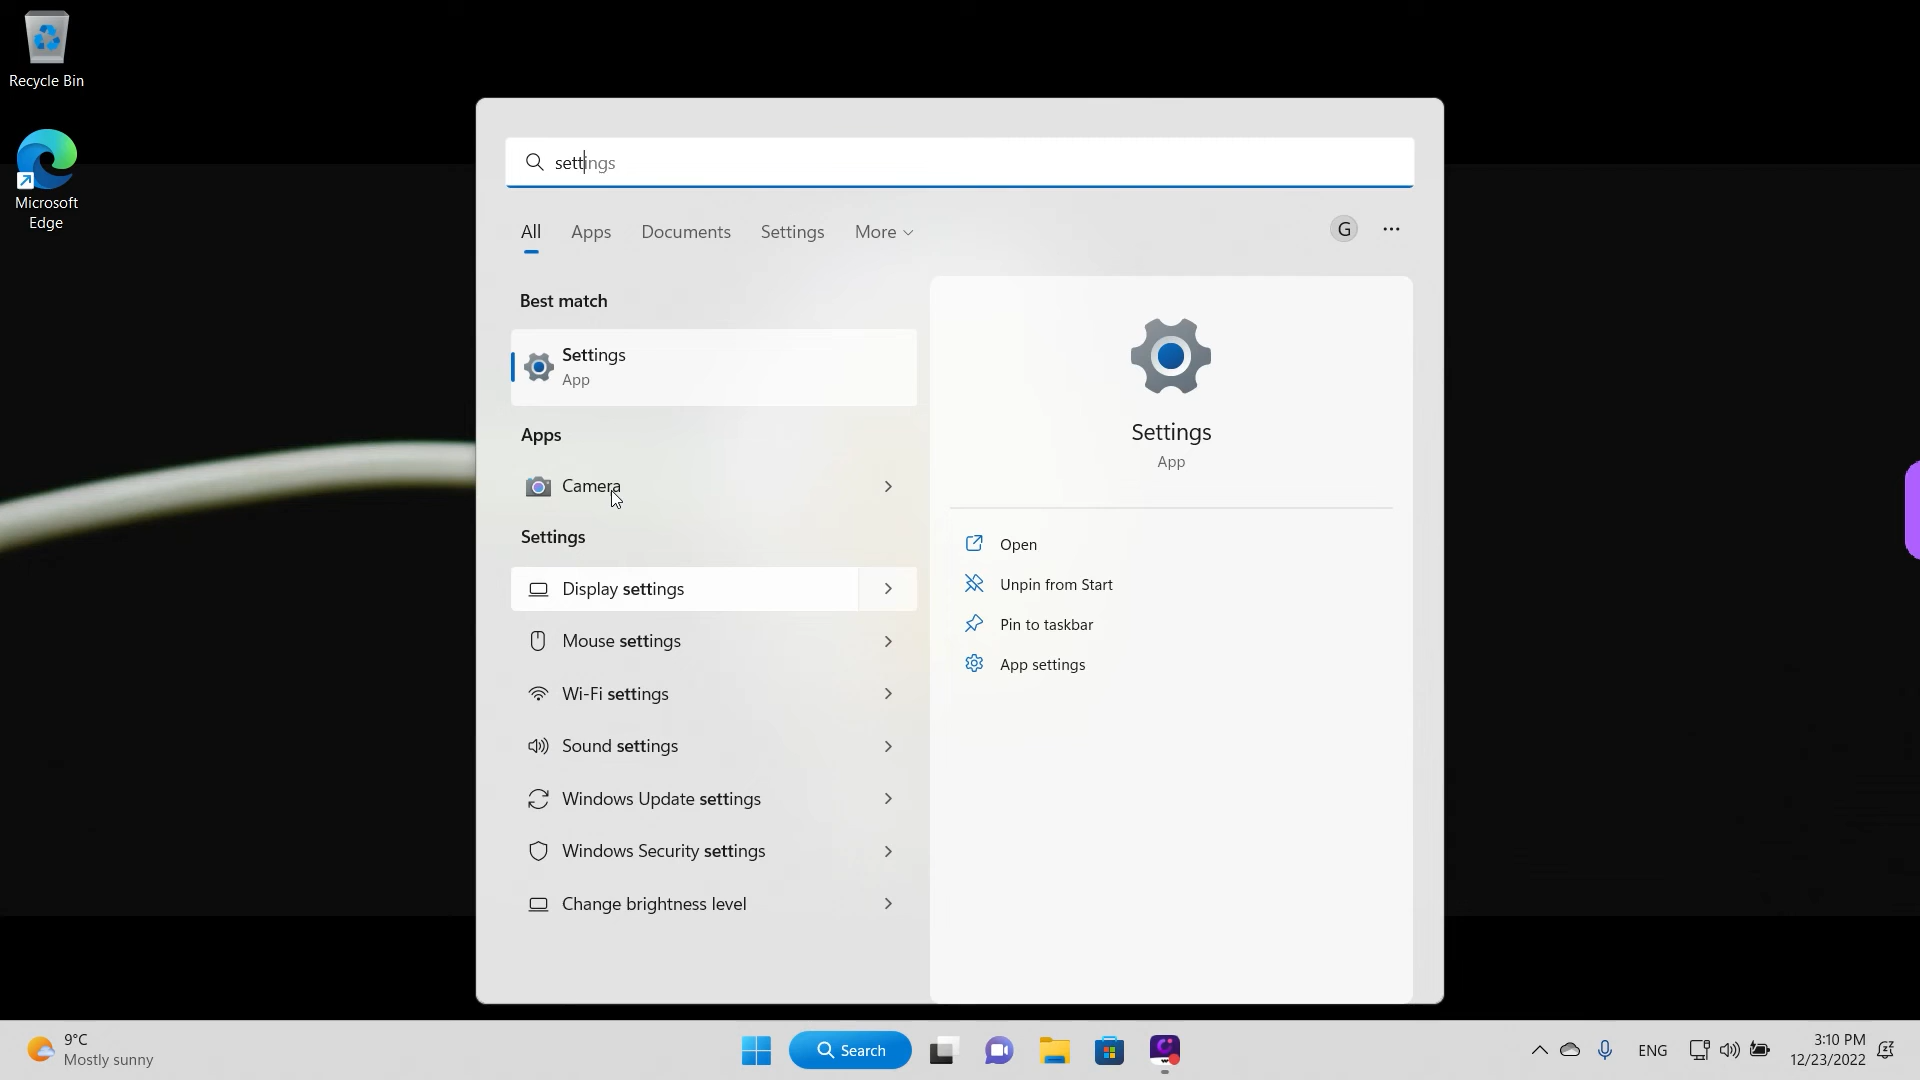 Recycle Bin
Microsoft
Edge
settings
All
Apps
Documents
Settings
More
G
Best match
Settings
App
Apps
Camera
Settings
Display settings
Mouse settings
Wi-Fi settings
Sound settings
Windows Update settings
Windows Security settings
Change brightness level
Settings
App
Open
Unpin from Start
Pin to taskbar
App settings
9°C
Mostly sunny
Search
ENG
3:10 PM
12/23/2022